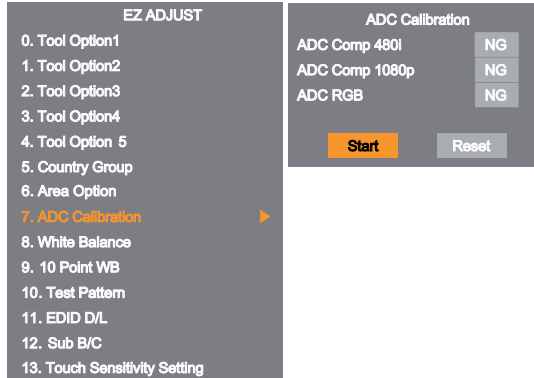 EZ ADJUST
0. Tool Option1
1. Tool Option2
2. Tool Option3
3. Tool Option4
4. Tool Option 5
5. Country Group
6. Area Option
7. ADC Calibration
8. White Balance
9. 10 Point WB
10. Test Pattern
11. EDID D/L
12. Sub B/C
13. Touch Sensitivity Setting
ADC Calibration
ADC Comp 480i NG
ADC Comp 1080p NG
ADC RGB NG
Start Reset